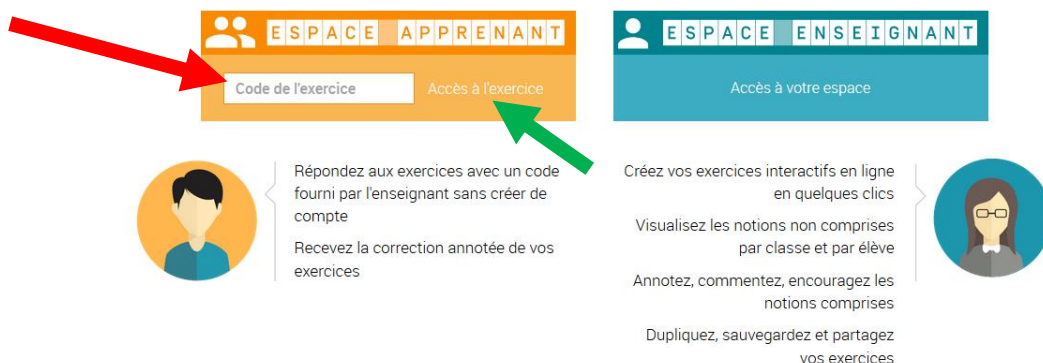 ESPACE APPRENANT
Code de l'exercice
Accès à l'exercice
Répondez aux exercices avec un code
fourni par l'enseignant sans créer de
compte
Recevez la correction annotée de vos
exercices
ESPACE ENSEIGNANT
Accès à votre espace
Créez vos exercices interactifs en ligne
en quelques clics
Visualisez les notions non comprises
par classe et par élève
Annotez, commentez, encouragez les
notions comprises
Dupliquez, sauvegardez et partagez
vos exercices